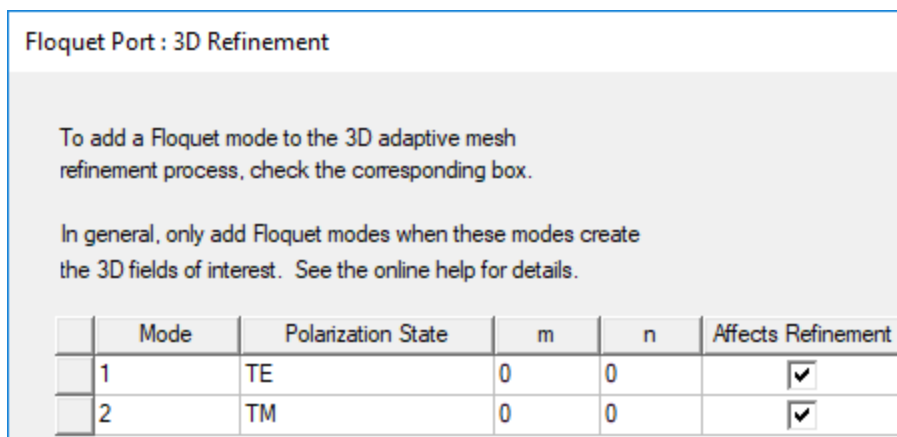 Floquet Port : 3D Refinement
To add a Floquet mode to the 3D adaptive mesh
refinement process, check the corresponding box.
In general, only add Floquet modes when these modes create
the 3D fields of interest.  See the online help for details.
Mode Polarization State m n Affects Refinement
1 TE 0 0
2 TM 0 0